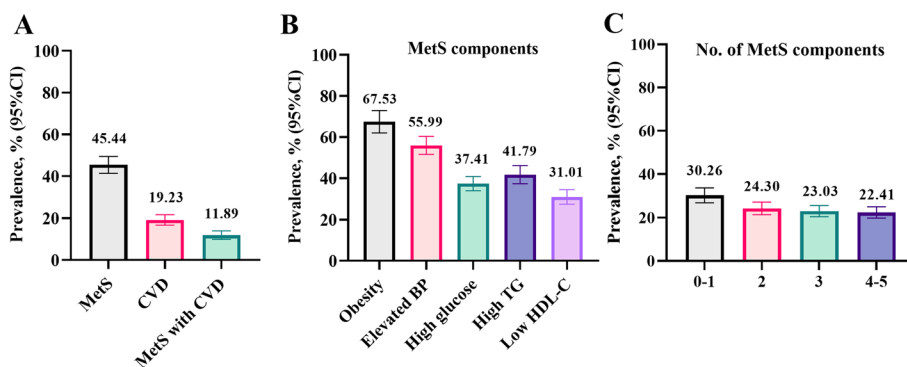 A
Prevalence, % (95%CI)
100
80
60
40
20
0
45.44
19.23
11.89
MetS
CVD
MetS with CVD
B
MetS components
Prevalence, % (95%CI)
100
80
60
40
20
0
67.53
55.99
37.41
41.79
31.01
Obesity
Elevated BP
High glucose
High TG
Low HDL-C
C
No. of MetS components
Prevalence, % (95%CI)
100
80
60
40
20
0
30.26
24.30
23.03
22.41
0-1
2
3
4-5